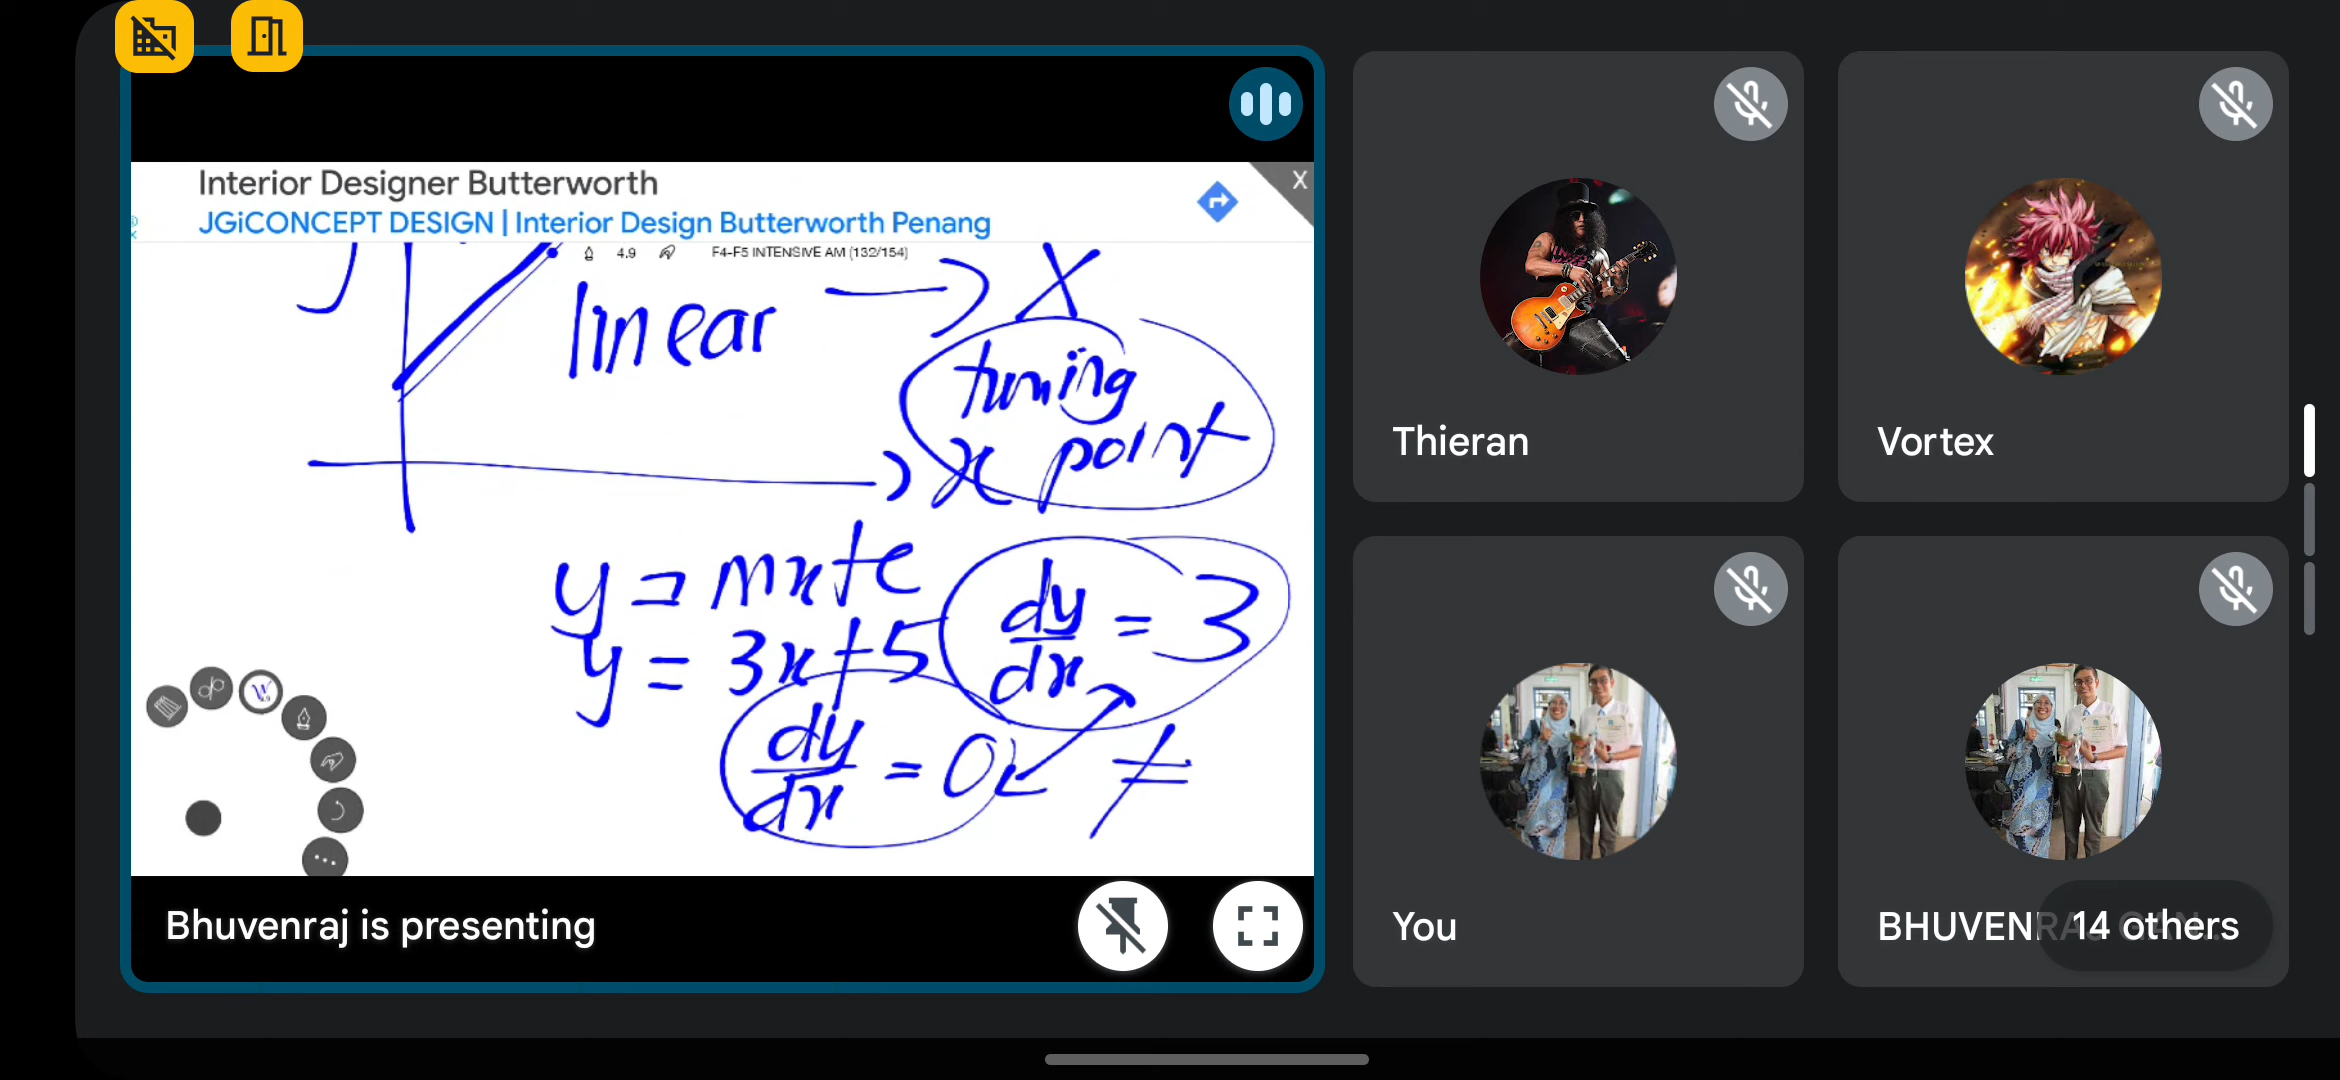 Interior Designer Butterworth
JGiCONCEPT DESIGN | Interior Design Butterworth Penang
X
4.9 F4-F5 INTENSIVE AM (132/154)
linear → X
turning
x point
y = mx+c
y = 3x+5
dy/dx = 3
dy/dx = 0 ≠
Bhuvenraj is presenting
Thieran
Vortex
You
BHUVENRAJ
14 others